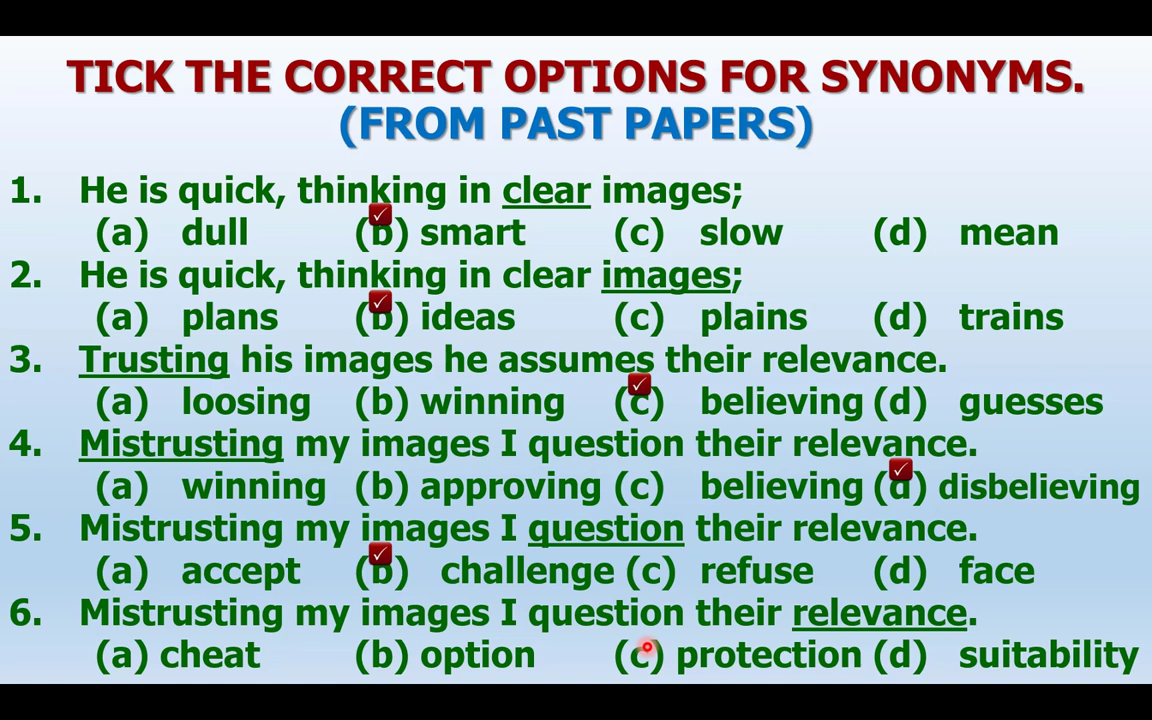 TICK THE CORRECT OPTIONS FOR SYNONYMS.
(FROM PAST PAPERS)
1. He is quick, thinking in clear images;
(a) dull (b) smart (c) slow (d) mean
2. He is quick, thinking in clear images;
(a) plans (b) ideas (c) plains (d) trains
3. Trusting his images he assumes their relevance.
(a) loosing (b) winning (c) believing (d) guesses
4. Mistrusting my images I question their relevance.
(a) winning (b) approving (c) believing (d) disbelieving
5. Mistrusting my images I question their relevance.
(a) accept (b) challenge (c) refuse (d) face
6. Mistrusting my images I question their relevance.
(a) cheat (b) option (c) protection (d) suitability